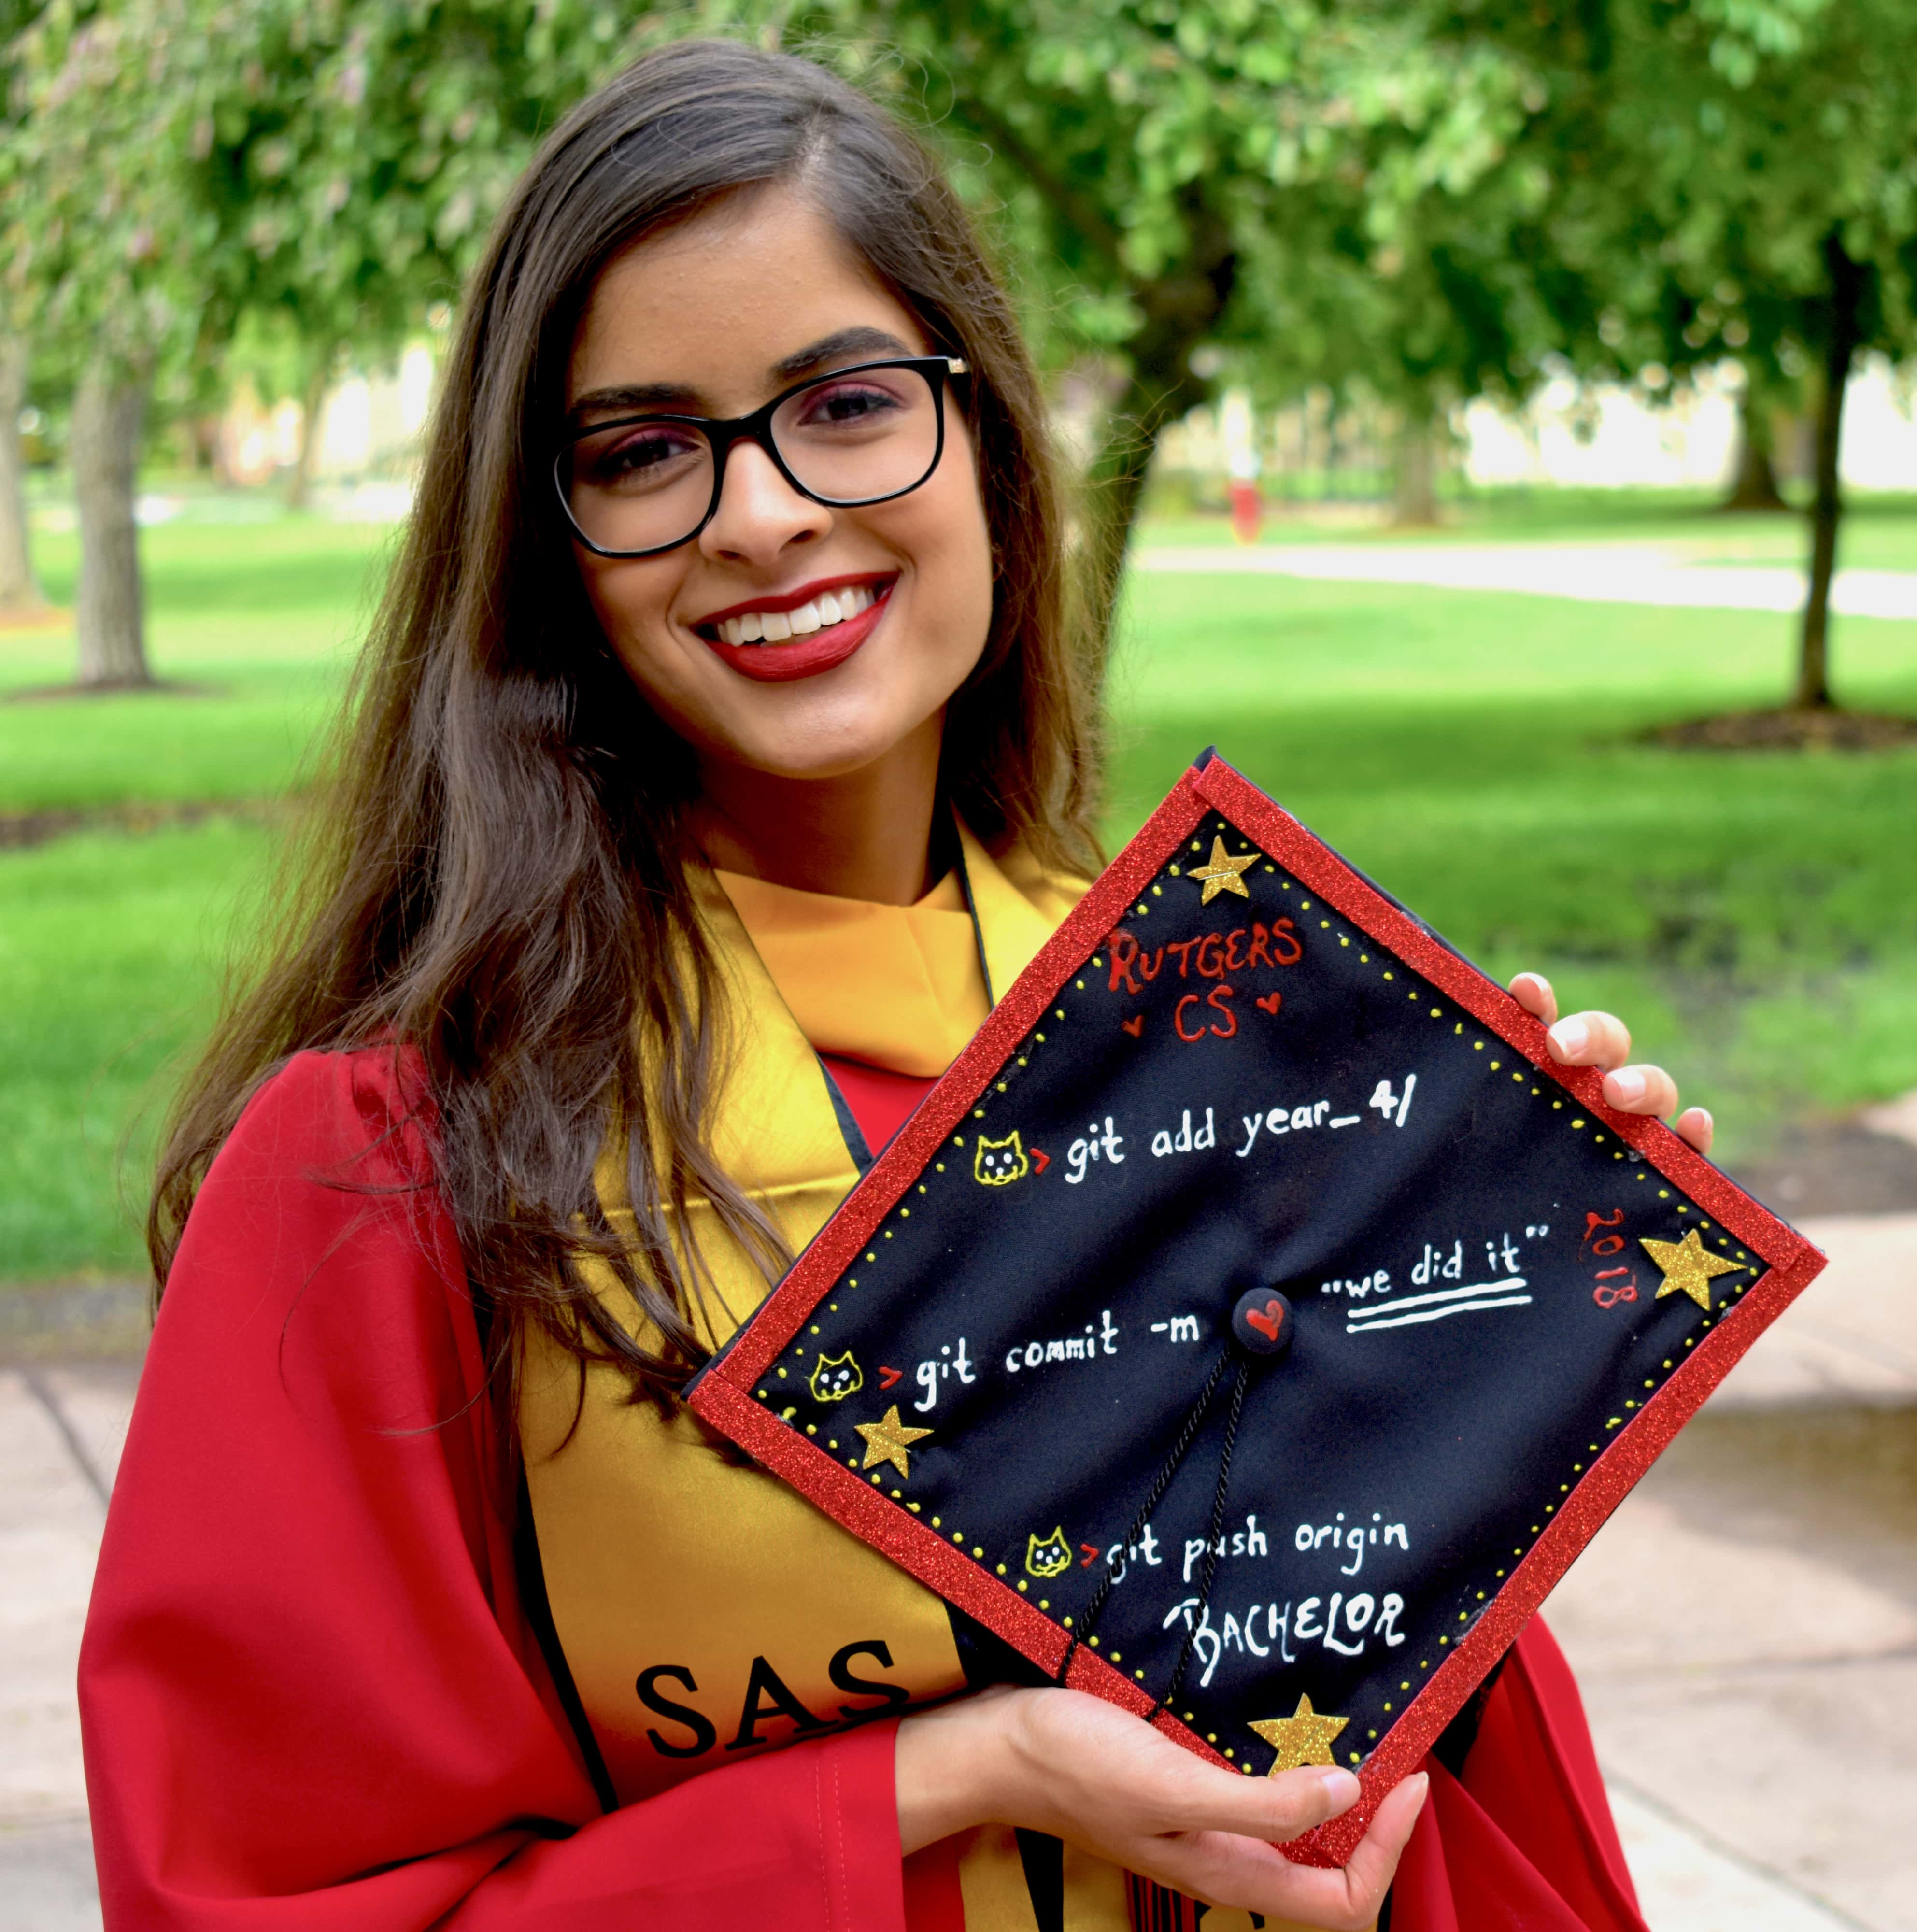 RUTGERS
CS
> git add year_4/
2018
> git commit -m "we did it"
> git push origin
BACHELOR
SAS